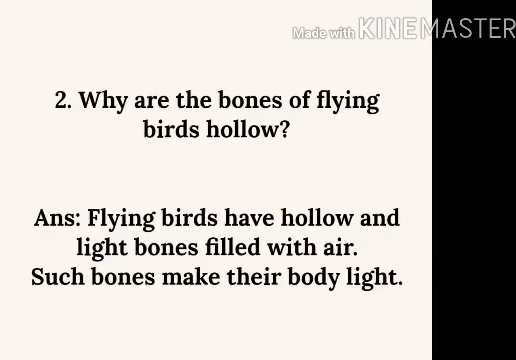 Made with KINEMASTER
2. Why are the bones of flying
birds hollow?
Ans: Flying birds have hollow and
light bones filled with air.
Such bones make their body light.